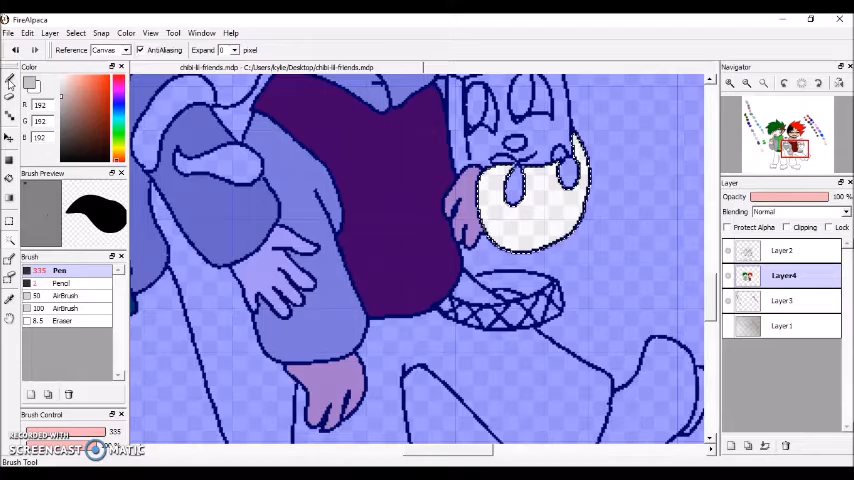 FireAlpaca
File Edit Layer Select Snap Color View Tool Window Help
Reference Canvas AntiAliasing Expand 0 pixel
chibi-lil-friends.mdp - C:/Users/kylie/Desktop/chibi-lil-friends.mdp
Color
R 192
G 192
B 192
Brush Preview
Brush
335 Pen
2 Pencil
50 AirBrush
100 AirBrush
8.5 Eraser
Brush Control
335
RECORDED WITH
SCREENCAST MATIC
Brush Tool
Navigator
Layer
Opacity 100 %
Blending Normal
Protect Alpha Clipping Lock
Layer2
Layer4
Layer3
Layer1